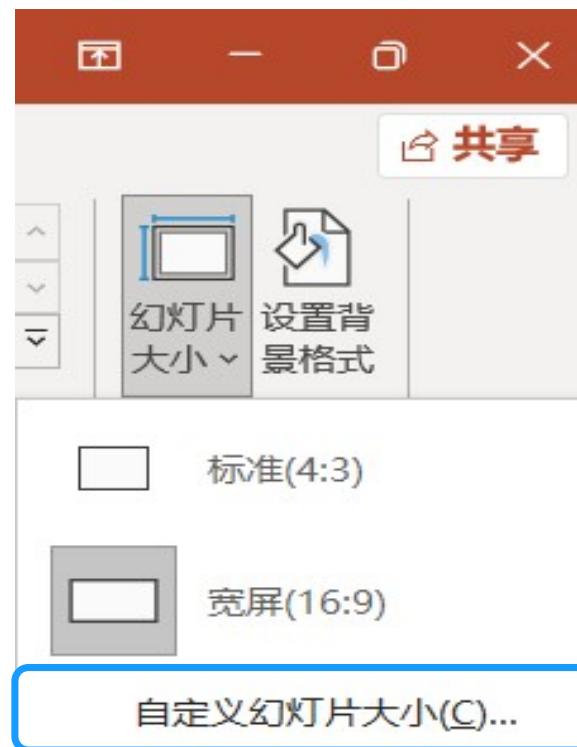 共享
幻灯片 设置背
大小 景格式
标准(4:3)
宽屏(16:9)
自定义幻灯片大小(C)...